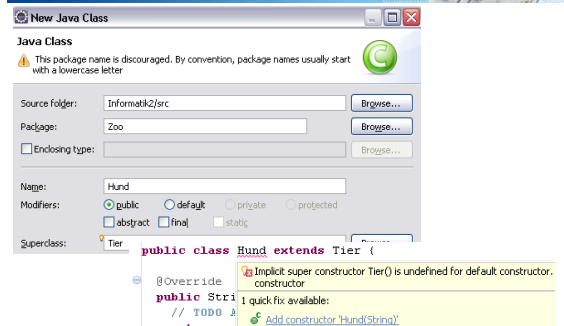 New Java Class
Java Class
This package name is discouraged. By convention, package names usually start
with a lowercase letter
Source folder: Informatik2/src Browse...
Package: Zoo Browse...
Enclosing type: Browse...
Name: Hund
Modifiers: public default private protected
abstract final static
Superclass: Tier Browse...
public class Hund extends Tier {
Implicit super constructor Tier() is undefined for default constructor.
constructor
@Override
public Stri
1 quick fix available:
// TODO A
Add constructor 'Hund(String)'